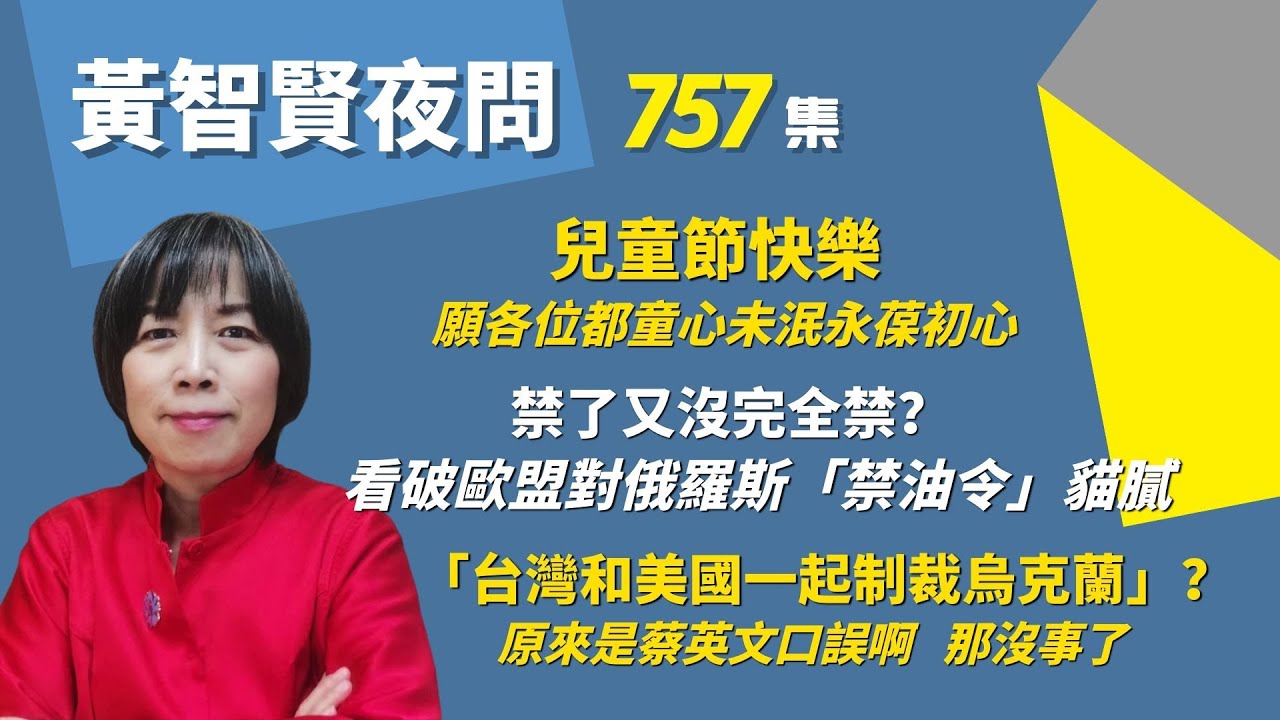 黃智賢夜問 757集
兒童節快樂
願各位都童心未泯永葆初心
禁了又沒完全禁?
看破歐盟對俄羅斯「禁油令」貓膩
「台灣和美國一起制裁烏克蘭」?
原來是蔡英文口誤啊 那沒事了